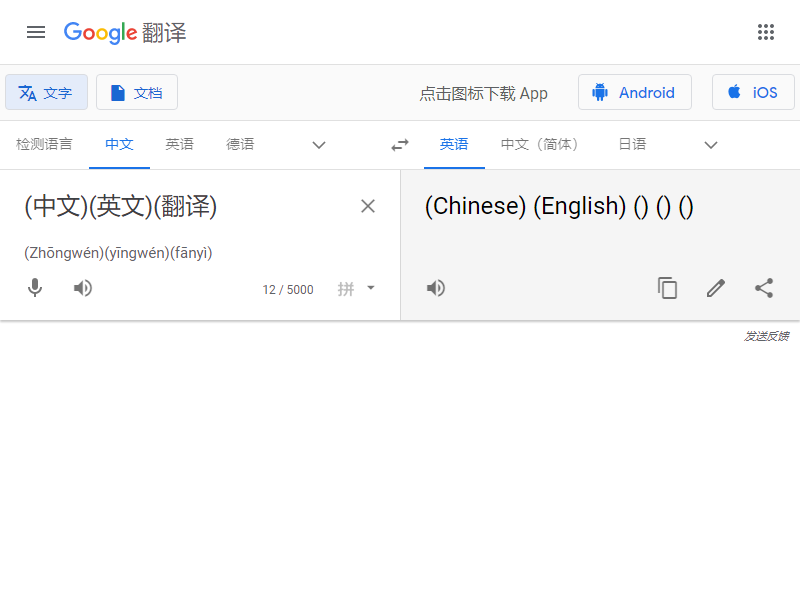 Google 翻译
文字 文档 点击图标下载 App Android iOS
检测语言 中文 英语 德语 英语 中文（简体） 日语
(中文)(英文)(翻译) (Chinese) (English) () () ()
(Zhōngwén)(yīngwén)(fānyì)
12 / 5000 拼
发送反馈